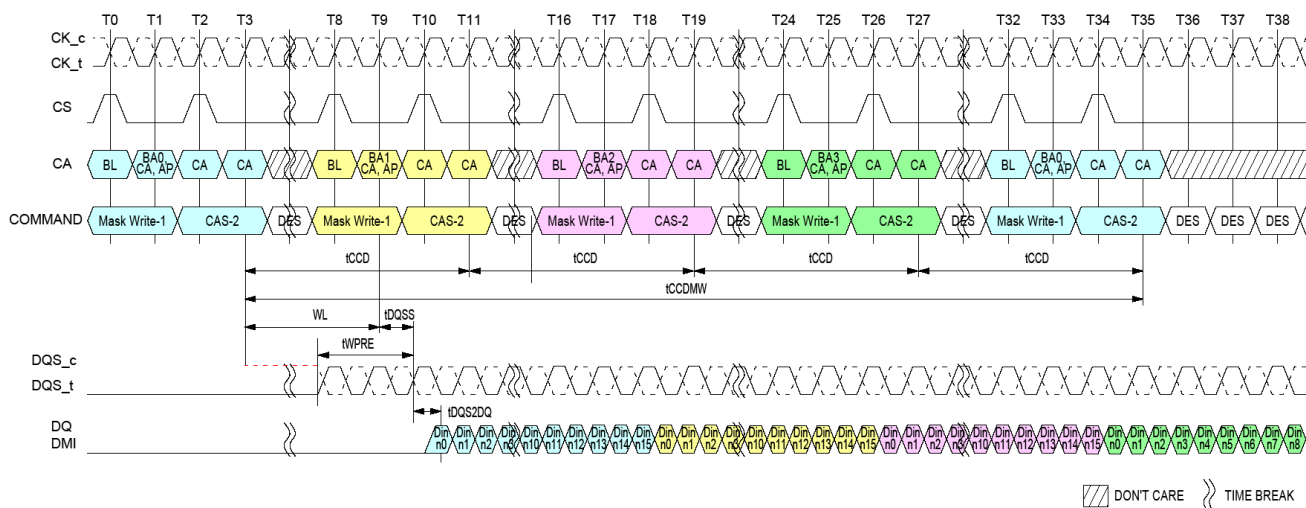 T0 T1 T2 T3 T8 T9 T10 T11 T16 T17 T18 T19 T24 T25 T26 T27 T32 T33 T34 T35 T36 T37 T38
CK_c
CK_t
CS
CA BL BA0, CA, AP CA CA BL BA1 CA, AP CA CA BL BA2 CA, AP CA CA BL BA3 CA, AP CA CA BL BA0, CA, AP CA CA
COMMAND Mask Write-1 CAS-2 DES Mask Write-1 CAS-2 DES Mask Write-1 CAS-2 DES Mask Write-1 CAS-2 DES Mask Write-1 CAS-2 DES DES DES
tCCD tCCD tCCD tCCD
tCCDMW
WL tDQSS
tWPRE
DQS_c
DQS_t
tDQS2DQ
DQ
DMI
Din n0 Din n1 Din n2 Din n3 Din n10 Din n11 Din n12 Din n13 Din n14 Din n15 Din n0 Din n1 Din n2 Din n3 Din n10 Din n11 Din n12 Din n13 Din n14 Din n15 Din n0 Din n1 Din n2 Din n3 Din n10 Din n11 Din n12 Din n13 Din n14 Din n15 Din n0 Din n1 Din n2 Din n3 Din n4 Din n5 Din n6 Din n7 Din n8
DON'T CARE TIME BREAK